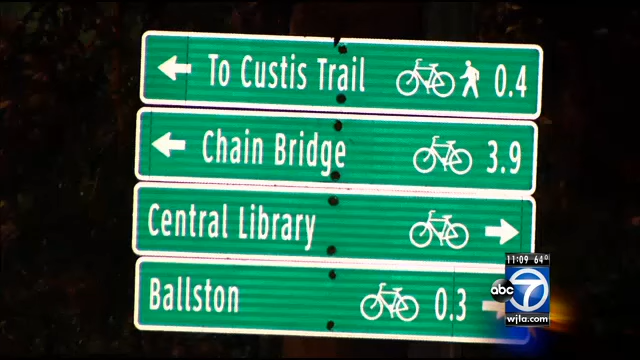 To Custis Trail 0.4
Chain Bridge 3.9
Central Library
Ballston 0.3
11:09 64°
abc 7
wjla.com